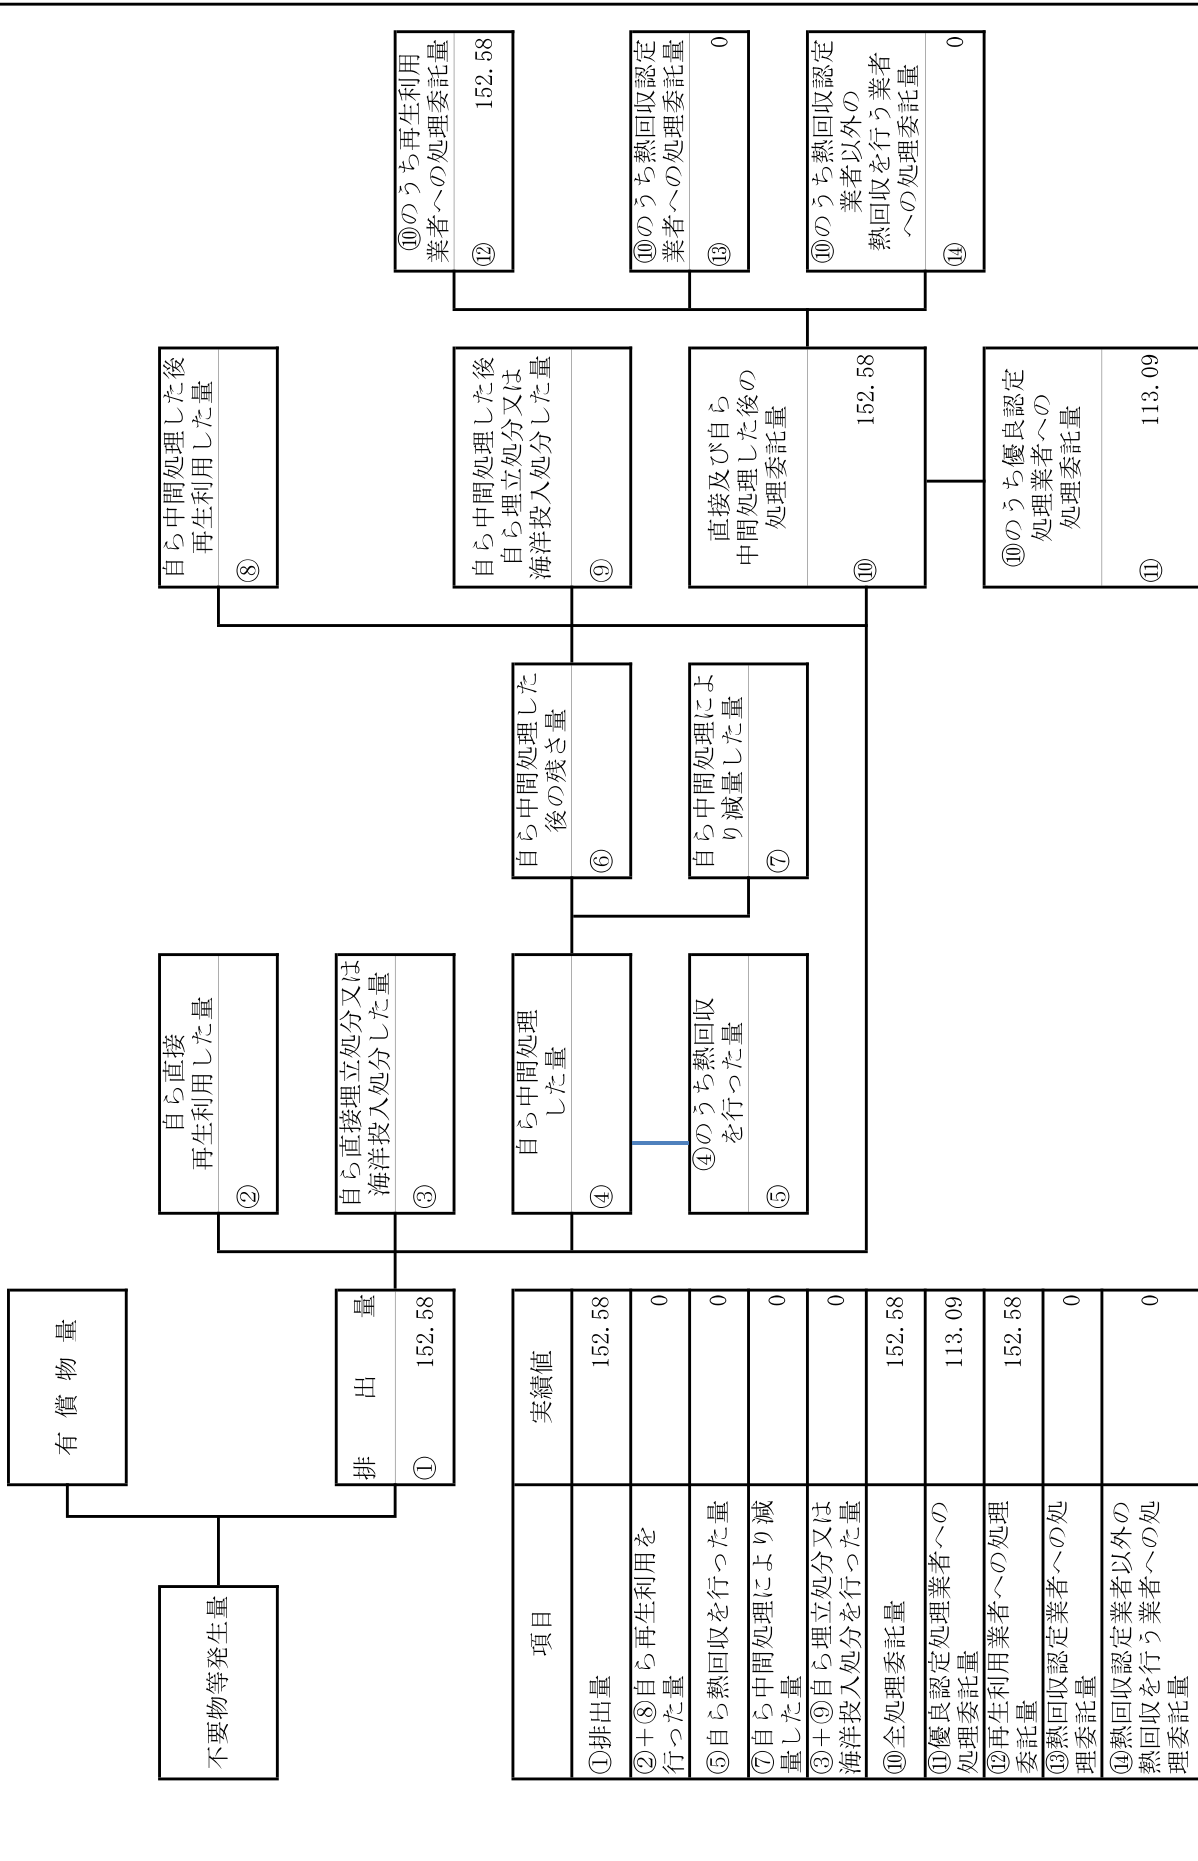 有償物量
不要物等発生量
排出量
① 152.58
自ら直接
再生利用した量
②
自ら直接埋立処分又は
海洋投入処分した量
③
自ら中間処理
した量
④
④のうち熱回収
を行った量
⑤
自ら中間処理した
後の残さ量
⑥
自ら中間処理によ
り減量した量
⑦
自ら中間処理した後
再生利用した量
⑧
自ら中間処理した後
自ら埋立処分又は
海洋投入処分した量
⑨
直接及び自ら
中間処理した後の
処理委託量
⑩ 152.58
⑩のうち優良認定
処理業者への
処理委託量
⑪ 113.09
⑩のうち再生利用
業者への処理委託量
⑫ 152.58
⑩のうち熱回収認定
業者への処理委託量
⑬ 0
⑩のうち熱回収認定
業者以外の
熱回収を行う業者
への処理委託量
⑭ 0
項目 実績値
①排出量 152.58
②+⑧自ら再生利用を
行った量 0
⑤自ら熱回収を行った量 0
⑦自ら中間処理により減
量した量 0
③+⑨自ら埋立処分又は
海洋投入処分を行った量 0
⑩全処理委託量 152.58
⑪優良認定処理業者への
処理委託量 113.09
⑫再生利用業者への処理
委託量 152.58
⑬熱回収認定業者への処
理委託量 0
⑭熱回収認定業者以外の
熱回収を行う業者への処
理委託量 0